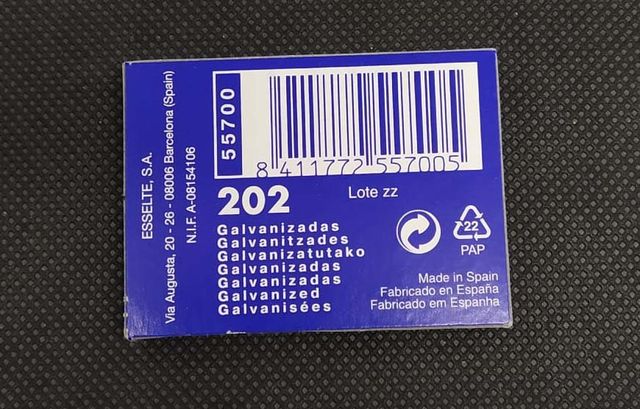 ESSELTE, S.A.
Via Augusta, 20 - 26 - 08006 Barcelona (Spain)
N.I.F. A-08154106
55700
8 411772 557005
202
Lote zz
Galvanizadas
Galvanitzades
Galvanizatutako
Galvanizadas
Galvanizadas
Galvanized
Galvanisées
22
PAP
Made in Spain
Fabricado en España
Fabricado em Espanha